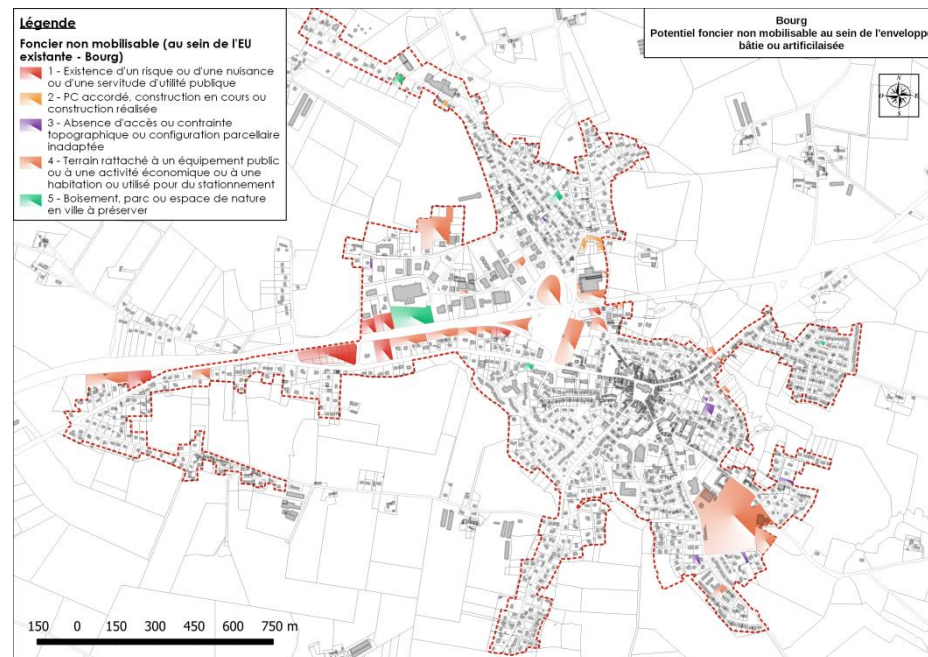 Légende
Foncier non mobilisable (au sein de l'EU
existante - Bourg)
1 - Existence d'un risque ou d'une nuisance
ou d'une servitude d'utilité publique
2 - PC accordé, construction en cours ou
construction réalisée
3 - Absence d'accès ou contrainte
topographique ou configuration parcellaire
inadaptée
4 - Terrain rattaché à un équipement public
ou à une activité économique ou à une
habitation ou utilisé pour du stationnement
5 - Boisement, parc ou espace de nature
en ville à préserver
Bourg
Potentiel foncier non mobilisable au sein de l'enveloppe
bâtie ou artificilaisée
N
O E
S
150 0 150 300 450 600 750 m